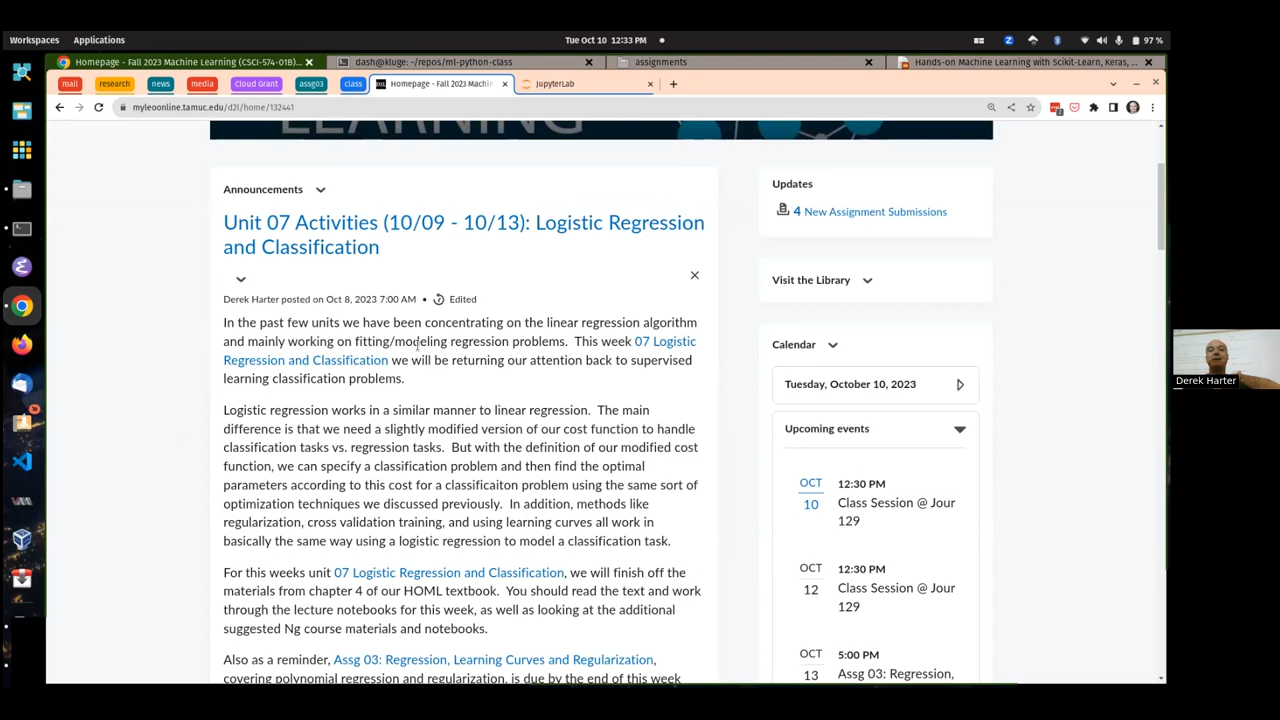 Workspaces Applications Tue Oct 10 12:33 PM 97 %
Homepage - Fall 2023 Machine Learning (CSCI-574-01B)... dash@kluge: ~/repos/ml-python-class assignments Hands-on Machine Learning with Scikit-Learn, Keras, ...
mail research news media Cloud Grant assg03 class Homepage - Fall 2023 Machin JupyterLab
myleoonline.tamuc.edu/d2l/home/132441
LEARNING
Announcements
Unit 07 Activities (10/09 - 10/13): Logistic Regression
and Classification
Derek Harter posted on Oct 8, 2023 7:00 AM • Edited
In the past few units we have been concentrating on the linear regression algorithm
and mainly working on fitting/modeling regression problems. This week 07 Logistic
Regression and Classification we will be returning our attention back to supervised
learning classification problems.
Logistic regression works in a similar manner to linear regression. The main
difference is that we need a slightly modified version of our cost function to handle
classification tasks vs. regression tasks. But with the definition of our modified cost
function, we can specify a classification problem and then find the optimal
parameters according to this cost for a classificaiton problem using the same sort of
optimization techniques we discussed previously. In addition, methods like
regularization, cross validation training, and using learning curves all work in
basically the same way using a logistic regression to model a classification task.
For this weeks unit 07 Logistic Regression and Classification, we will finish off the
materials from chapter 4 of our HOML textbook. You should read the text and work
through the lecture notebooks for this week, as well as looking at the additional
suggested Ng course materials and notebooks.
Also as a reminder, Assg 03: Regression, Learning Curves and Regularization,
covering polynomial regression and regularization, is due by the end of this week
Updates
4 New Assignment Submissions
Visit the Library
Calendar
Tuesday, October 10, 2023
Upcoming events
OCT 12:30 PM
10 Class Session @ Jour
129
OCT 12:30 PM
12 Class Session @ Jour
129
OCT 5:00 PM
13 Assg 03: Regression,
Derek Harter